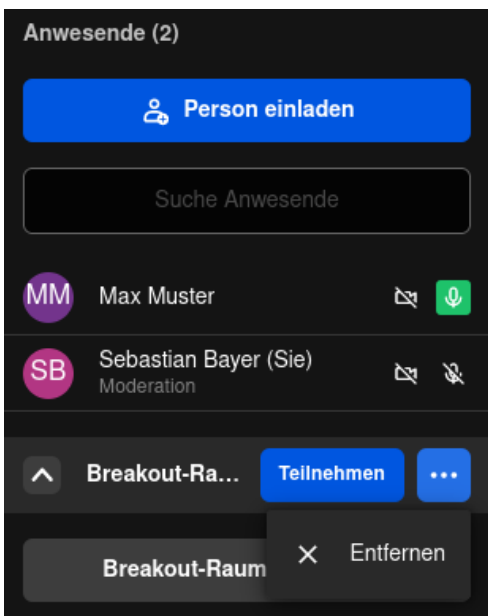 Anwesende (2)
Person einladen
Suche Anwesende
MM Max Muster
SB Sebastian Bayer (Sie)
Moderation
Breakout-Ra... Teilnehmen ...
Entfernen
Breakout-Raum